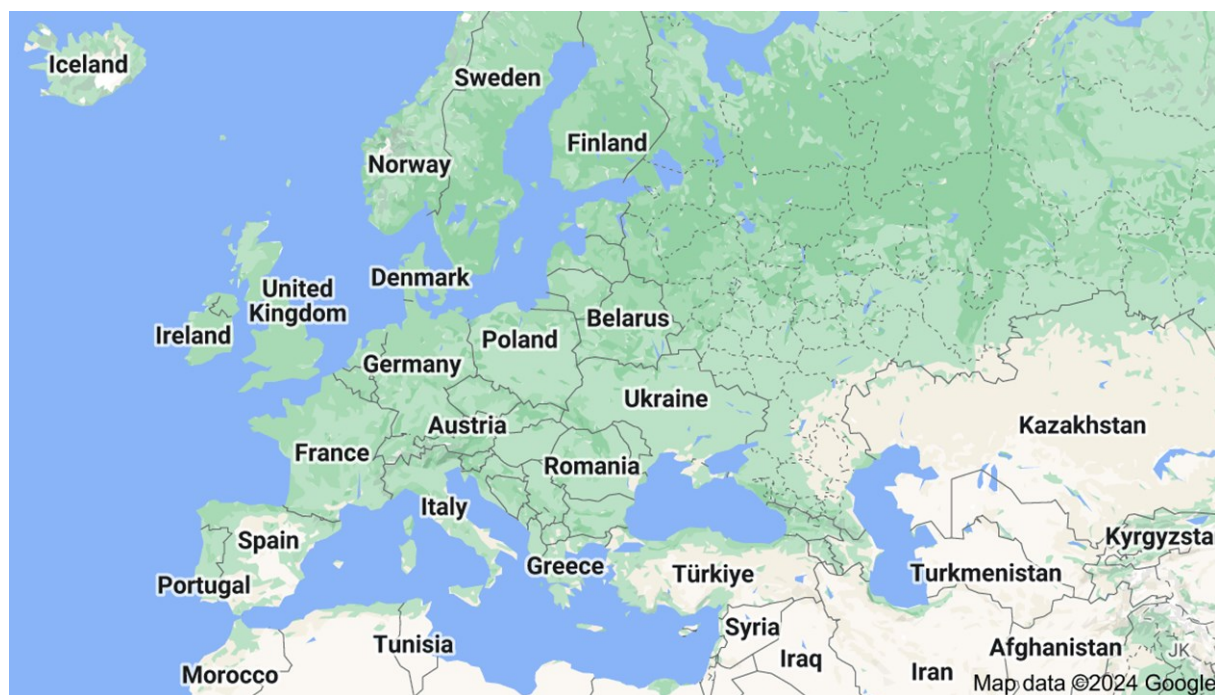 Iceland
Sweden
Finland
Norway
Denmark
United
Kingdom
Ireland
Belarus
Poland
Germany
Ukraine
Austria
Kazakhstan
France
Romania
Italy
Spain
Kyrgyzsta
Greece
Türkiye
Turkmenistan
Portugal
Syria
Tunisia
Afghanistan
JK
Iraq
Iran
Morocco
Map data ©2024 Google